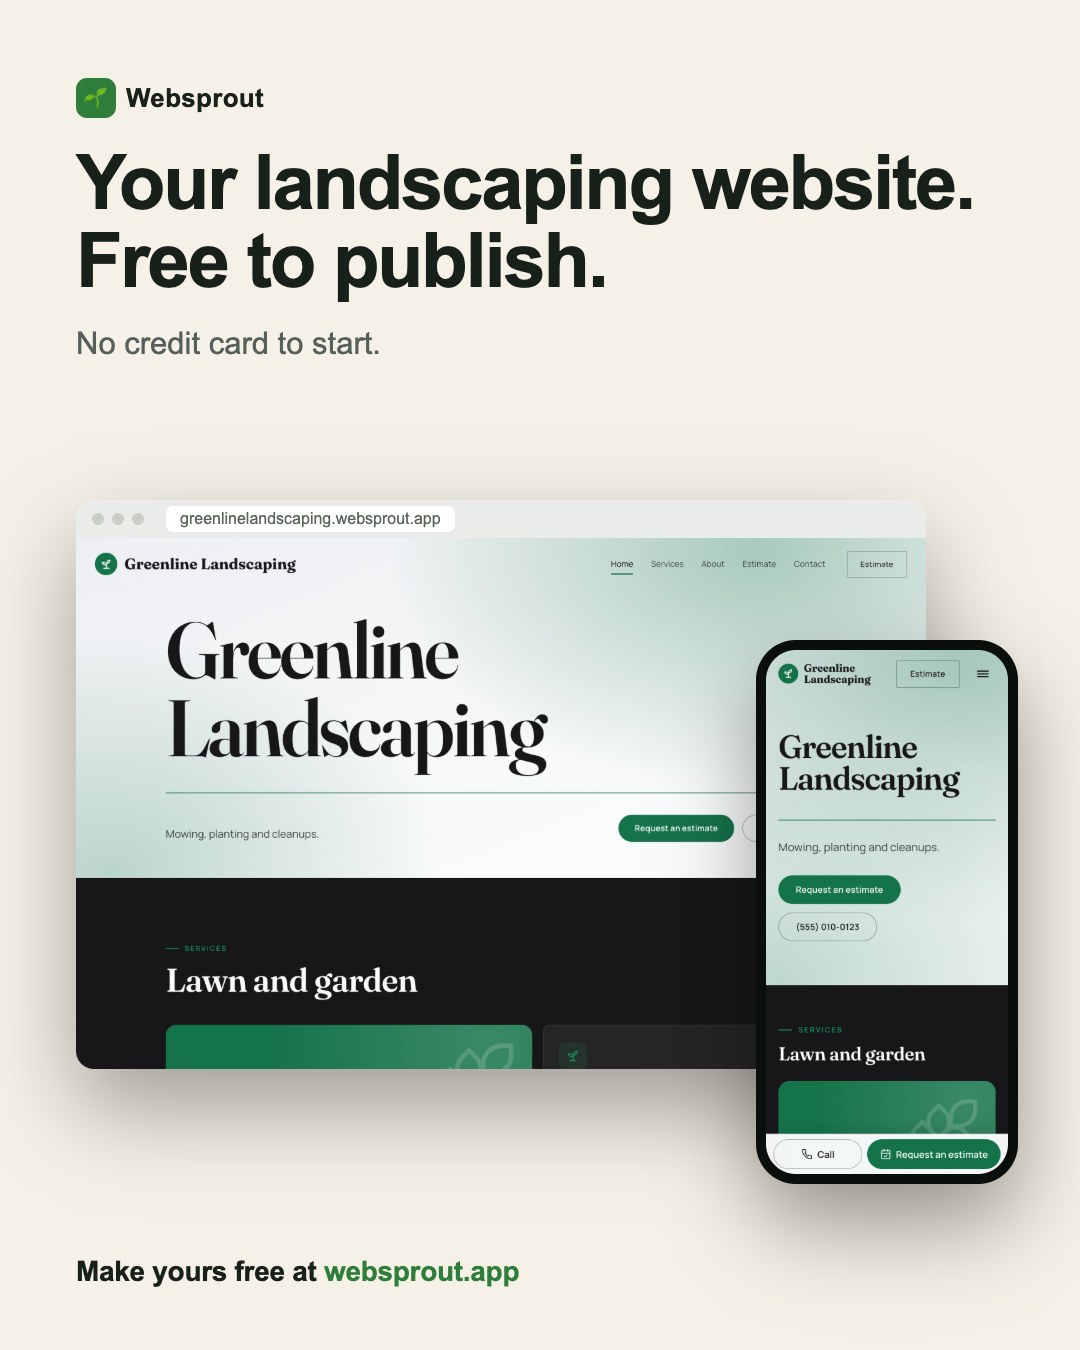 Websprout
Your landscaping website.
Free to publish.
No credit card to start.
greenlinelandscaping.websprout.app
Greenline Landscaping
Home Services About Estimate Contact Estimate
Greenline
Landscaping
Mowing, planting and cleanups.
Request an estimate
SERVICES
Lawn and garden
Greenline
Landscaping
Estimate
Greenline
Landscaping
Mowing, planting and cleanups.
Request an estimate
(555) 010-0123
SERVICES
Lawn and garden
Call
Request an estimate
Make yours free at websprout.app